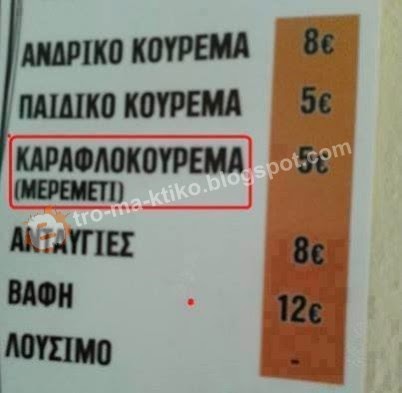 ΑΝΔΡΙΚΟ ΚΟΥΡΕΜΑ 8€
ΠΑΙΔΙΚΟ ΚΟΥΡΕΜΑ 5€
ΚΑΡΑΦΛΟΚΟΥΡΕΜΑ 5€
(ΜΕΡΕΜΕΤΙ)
tro-ma-ktiko.blogspot.com
ΑΝΤΑΥΓΙΕΣ 8€
ΒΑΦΗ 12€
ΛΟΥΣΙΜΟ -